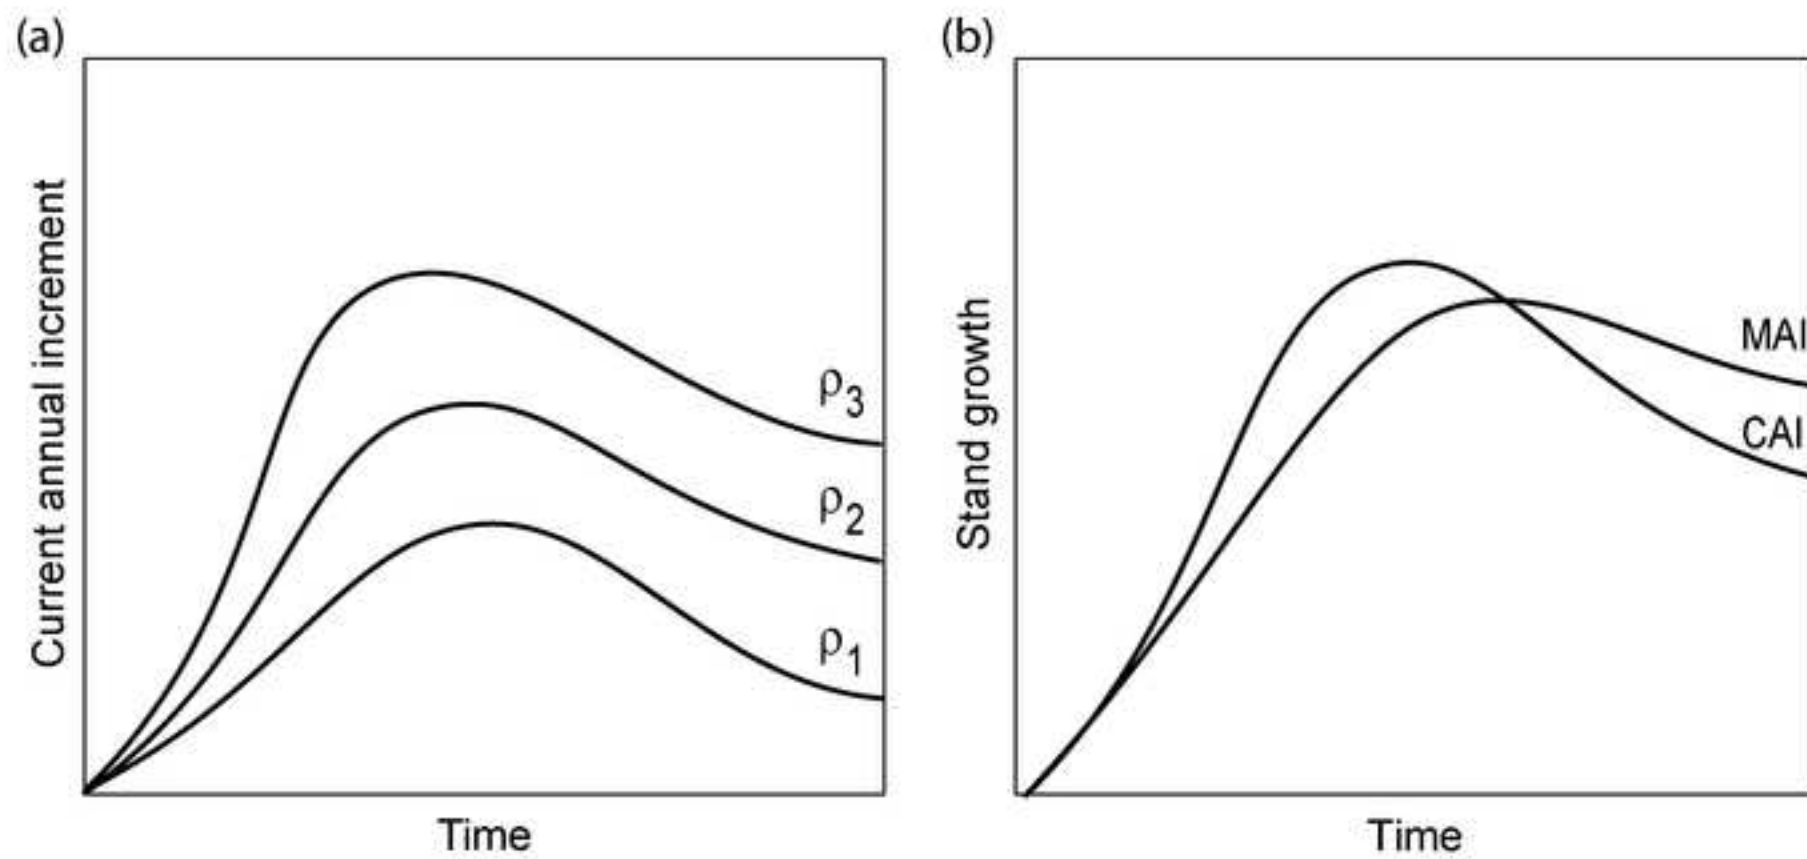 (a)
Current annual increment
ρ3
ρ2
ρ1
Time
(b)
Stand growth
MAI
CAI
Time